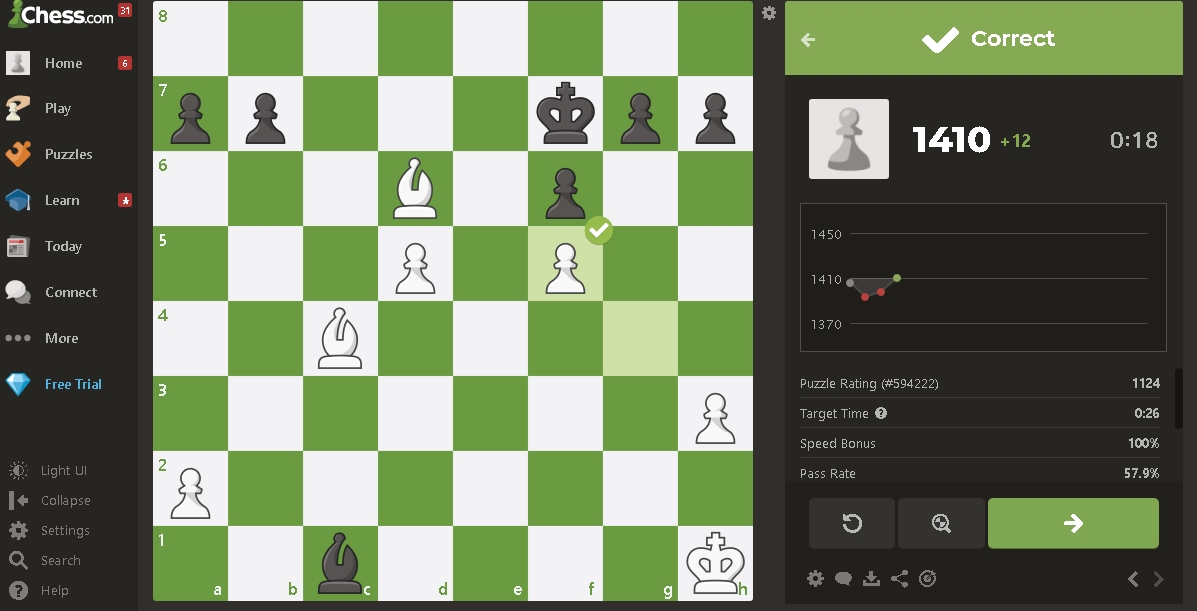 Chess.com 31
Home 6
Play
Puzzles
Learn
Today
Connect
More
Free Trial
Light UI
Collapse
Settings
Search
Help
8
7
6
5
4
3
2
1
a b c d e f g h
Correct
1410 +12 0:18
1450
1410
1370
Puzzle Rating (#594222) 1124
Target Time ? 0:26
Speed Bonus 100%
Pass Rate 57.9%